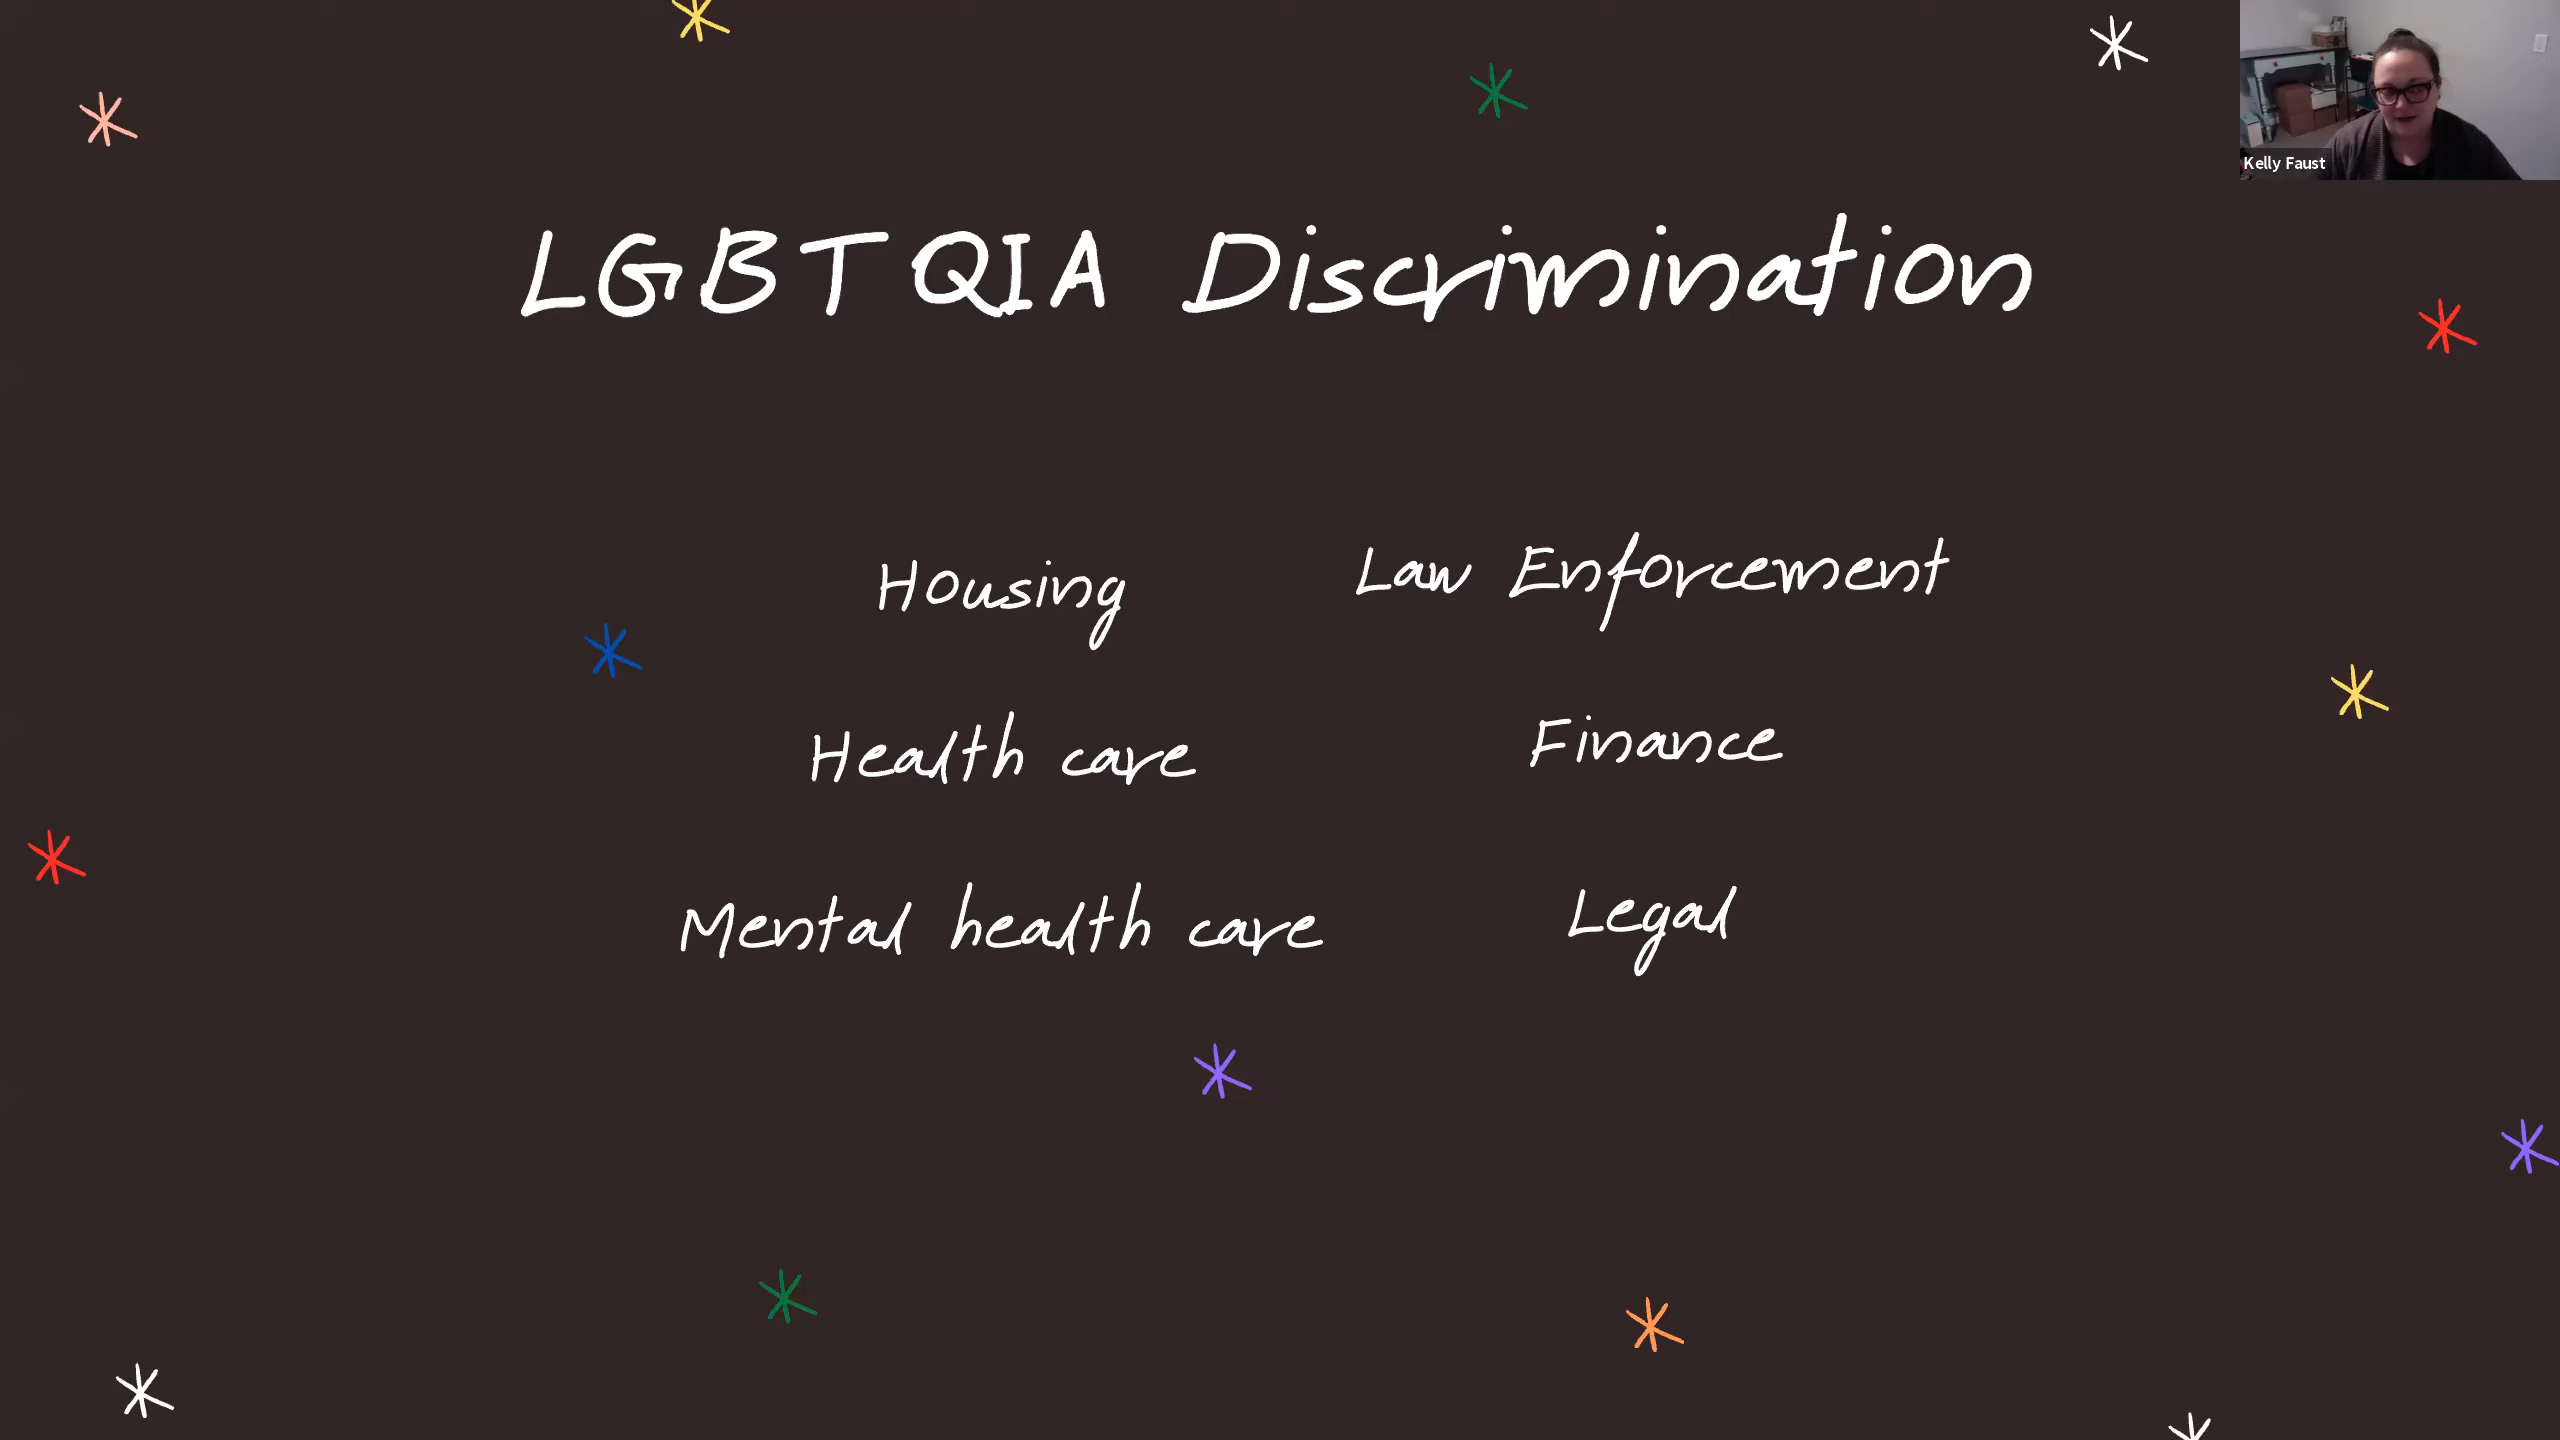 Kelly Faust
LGBTQIA Discrimination
Housing
Health care
Mental health care
Law Enforcement
Finance
Legal